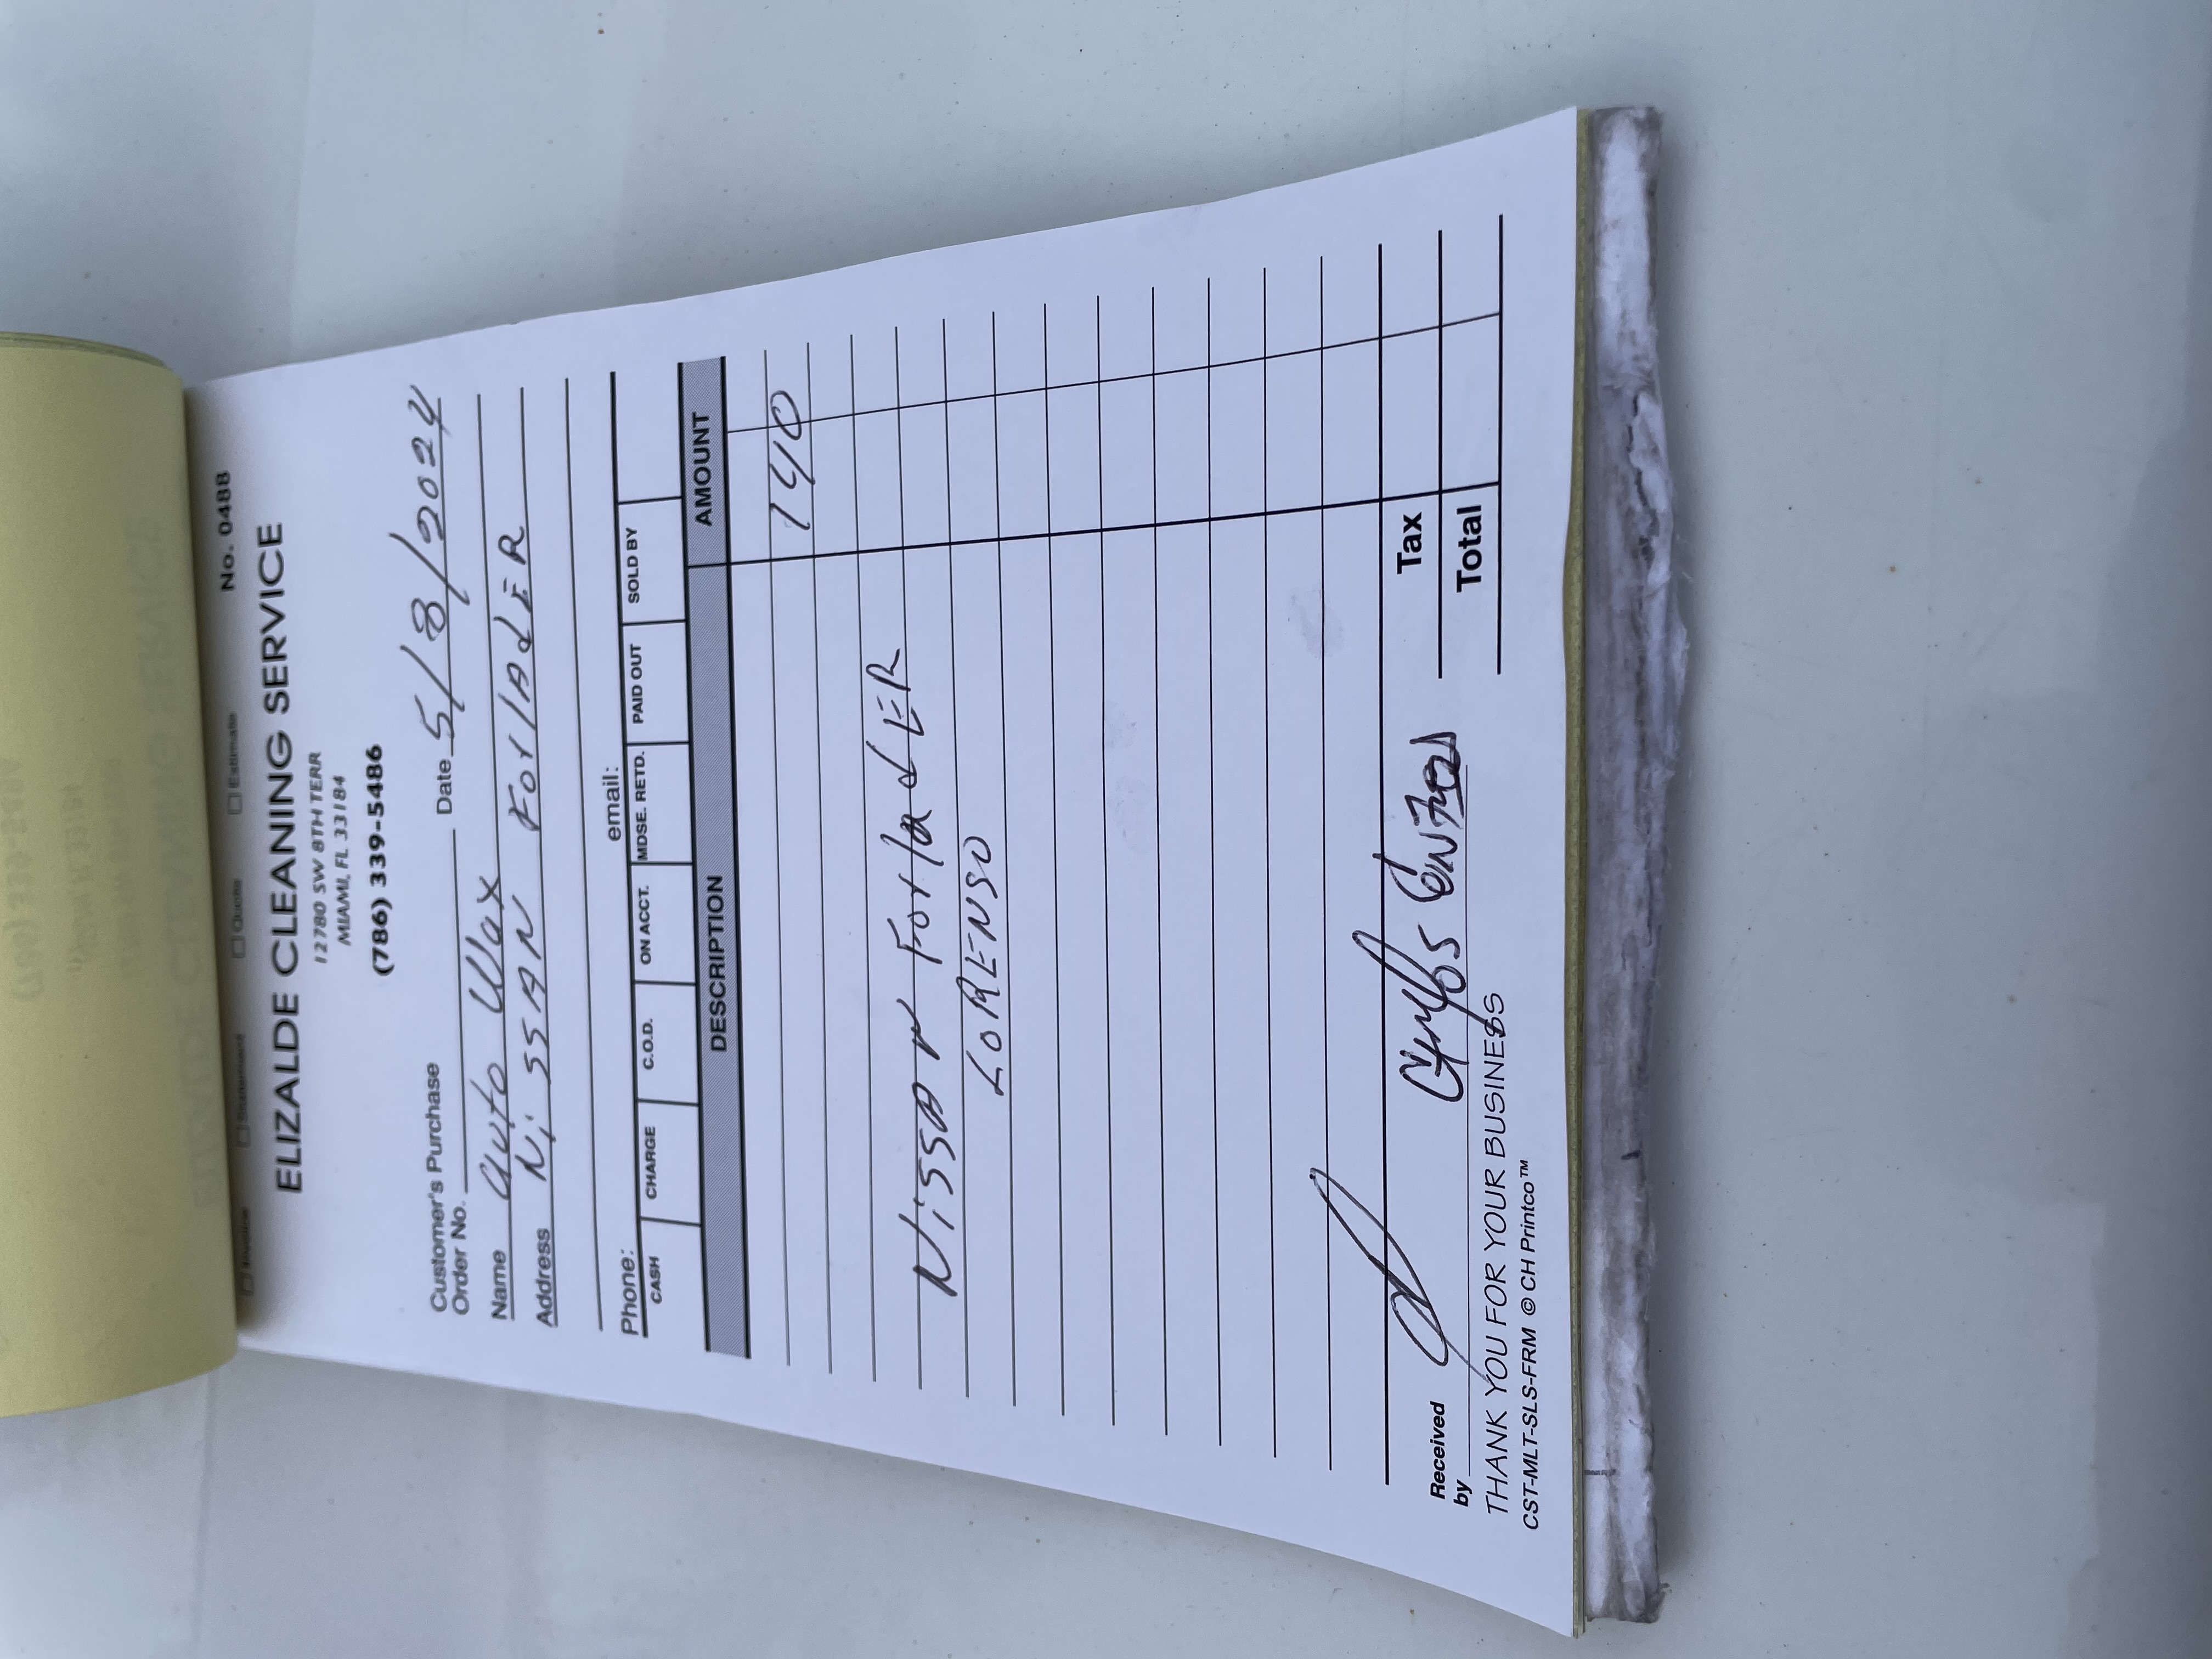 No. 0488
☐ Invoice ☐ Statement ☐ Quote ☐ Estimate
ELIZALDE CLEANING SERVICE
12780 SW 8TH TERR
MIAMI, FL 33184
(786) 339-5486
Customer's Purchase
Order No. Date 5/8/2024
Name Auto Wax
Address NissAN ForlAdER
Phone: email:
CASH CHARGE C.O.D. ON ACCT. MDSE. RETD. PAID OUT SOLD BY
DESCRIPTION AMOUNT
140
Nissan ForladER
LORENSO
Tax
Total
Received
by
THANK YOU FOR YOUR BUSINESS
CST-MLT-SLS-FRM © CH Printco™